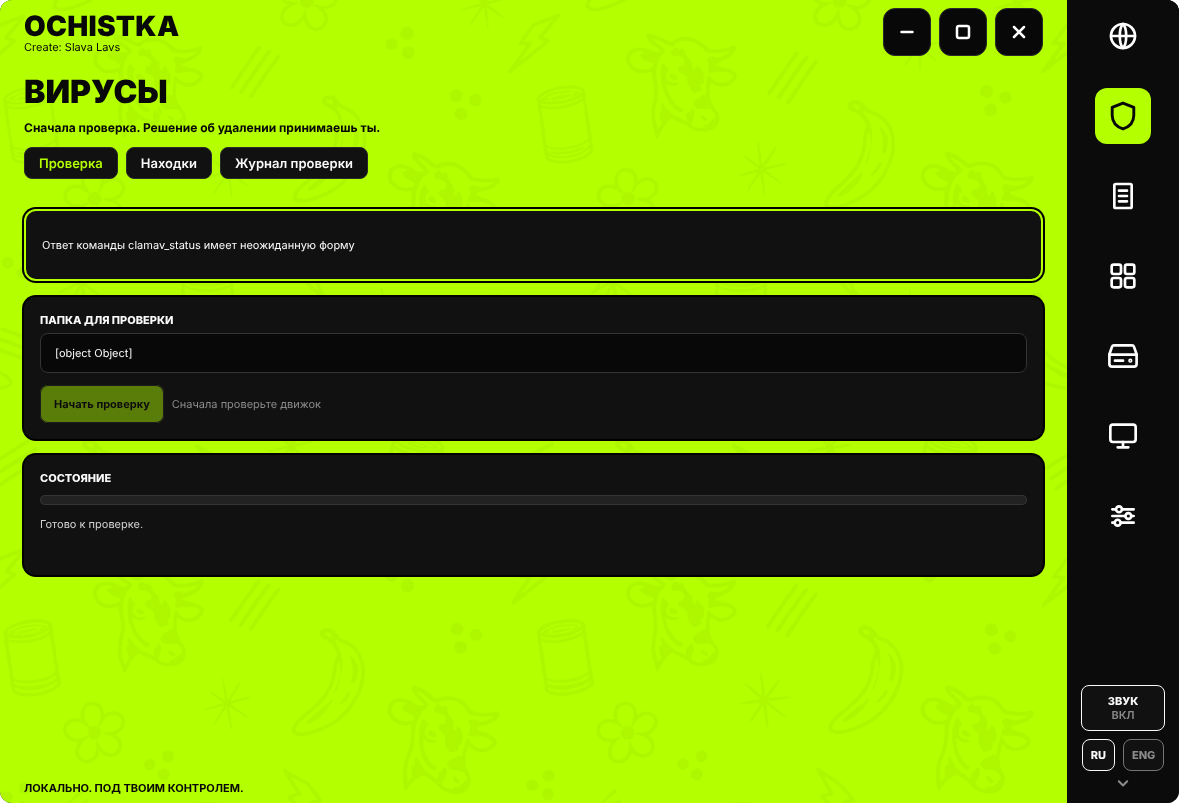 OCHISTKA
Create: Slava Lavs
ВИРУСЫ
Сначала проверка. Решение об удалении принимаешь ты.
Проверка
Находки
Журнал проверки
Ответ команды clamav_status имеет неожиданную форму
ПАПКА ДЛЯ ПРОВЕРКИ
[object Object]
Начать проверку
Сначала проверьте движок
СОСТОЯНИЕ
Готово к проверке.
ЗВУК
ВКЛ
RU
ENG
ЛОКАЛЬНО. ПОД ТВОИМ КОНТРОЛЕМ.